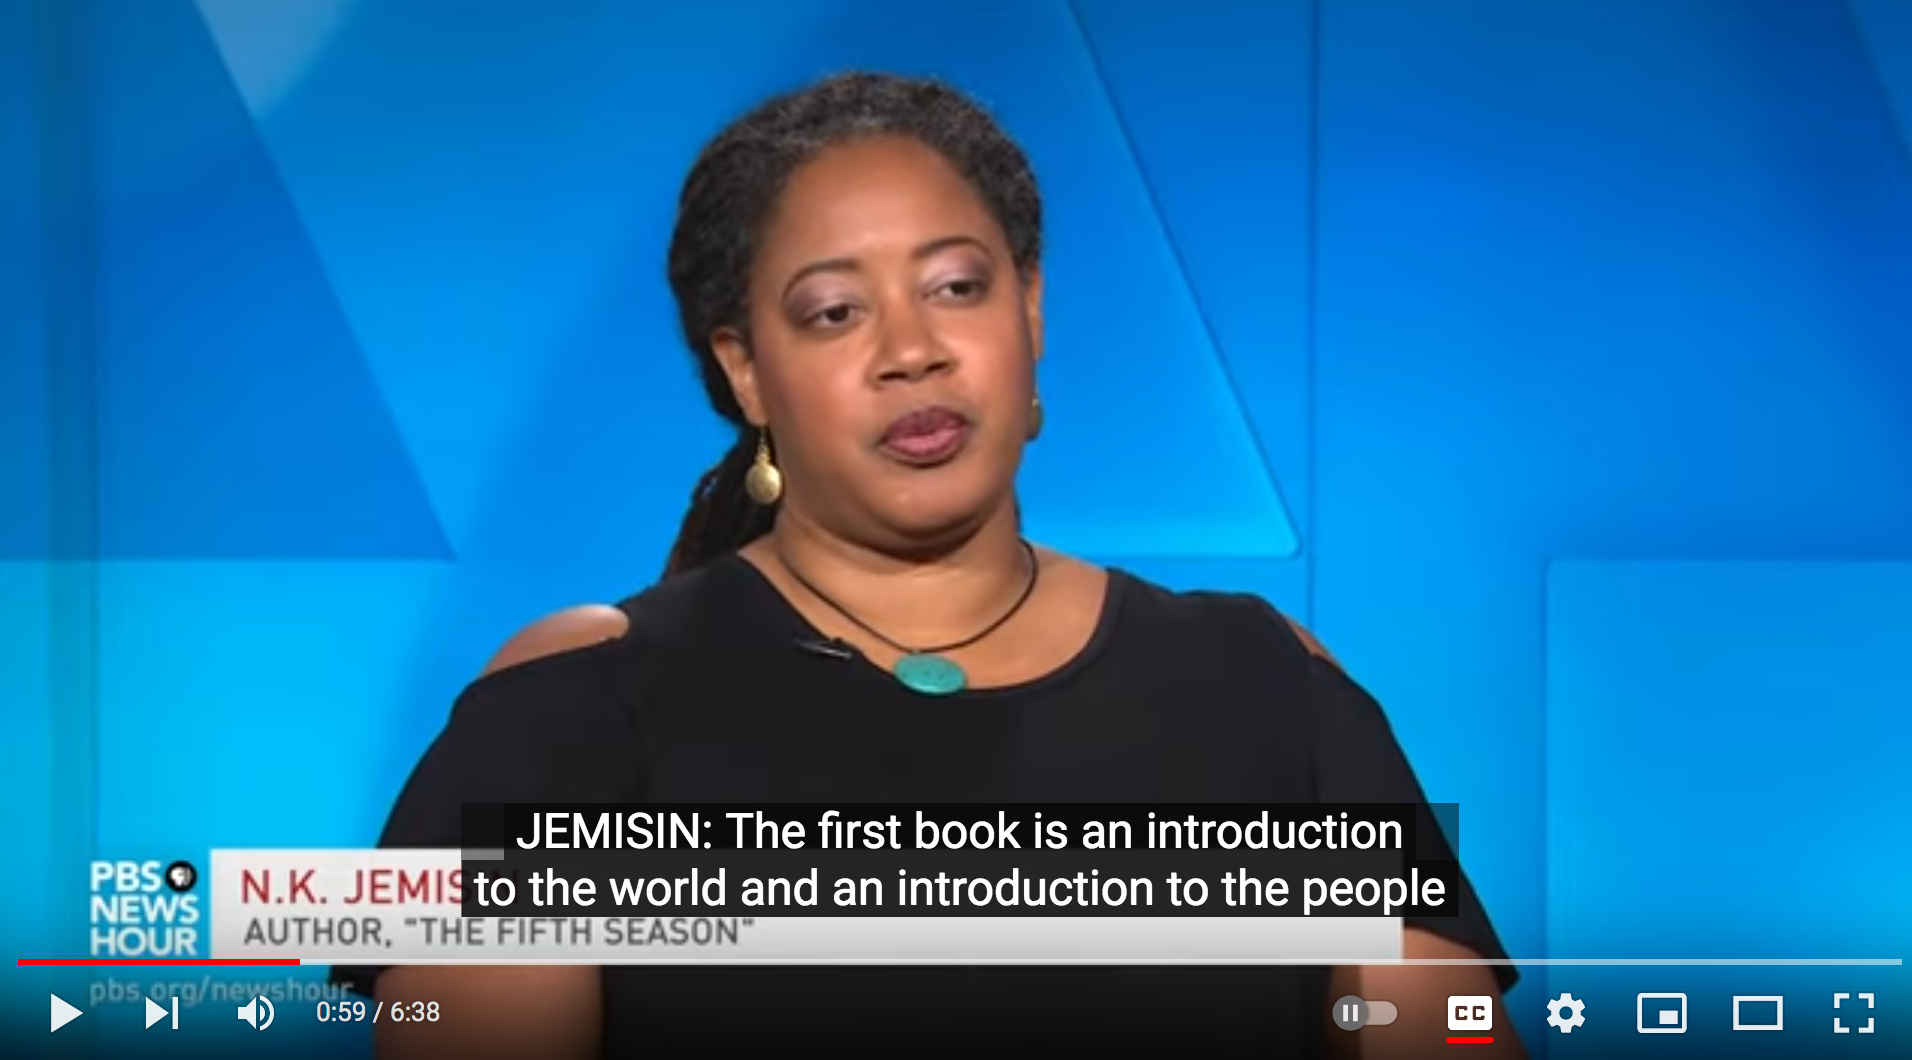 JEMISIN: The first book is an introduction
to the world and an introduction to the people
PBS
NEWS
HOUR
N.K. JEMIS
AUTHOR, "THE FIFTH SEASON"
pbs.org/newshour
0:59 / 6:38
CC